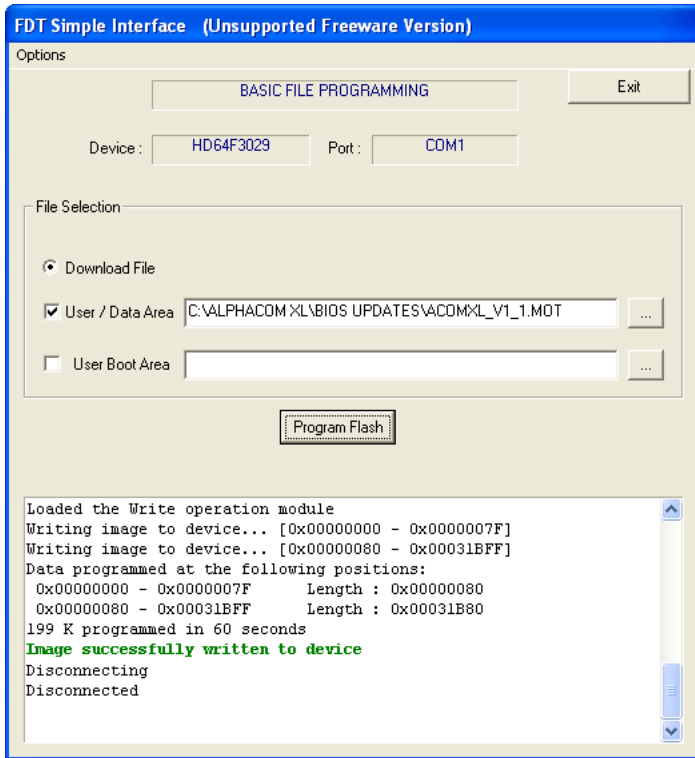 FDT Simple Interface (Unsupported Freeware Version)
Options
BASIC FILE PROGRAMMING
Exit
Device : HD64F3029 Port : COM1
File Selection
Download File
User / Data Area C:\ALPHACOM XL\BIOS UPDATES\ACOMXL_V1_1.MOT ...
User Boot Area ...
Program Flash
Loaded the Write operation module
Writing image to device... [0x00000000 - 0x0000007F]
Writing image to device... [0x00000080 - 0x00031BFF]
Data programmed at the following positions:
0x00000000 - 0x0000007F Length : 0x00000080
0x00000080 - 0x00031BFF Length : 0x00031B80
199 K programmed in 60 seconds
Image successfully written to device
Disconnecting
Disconnected